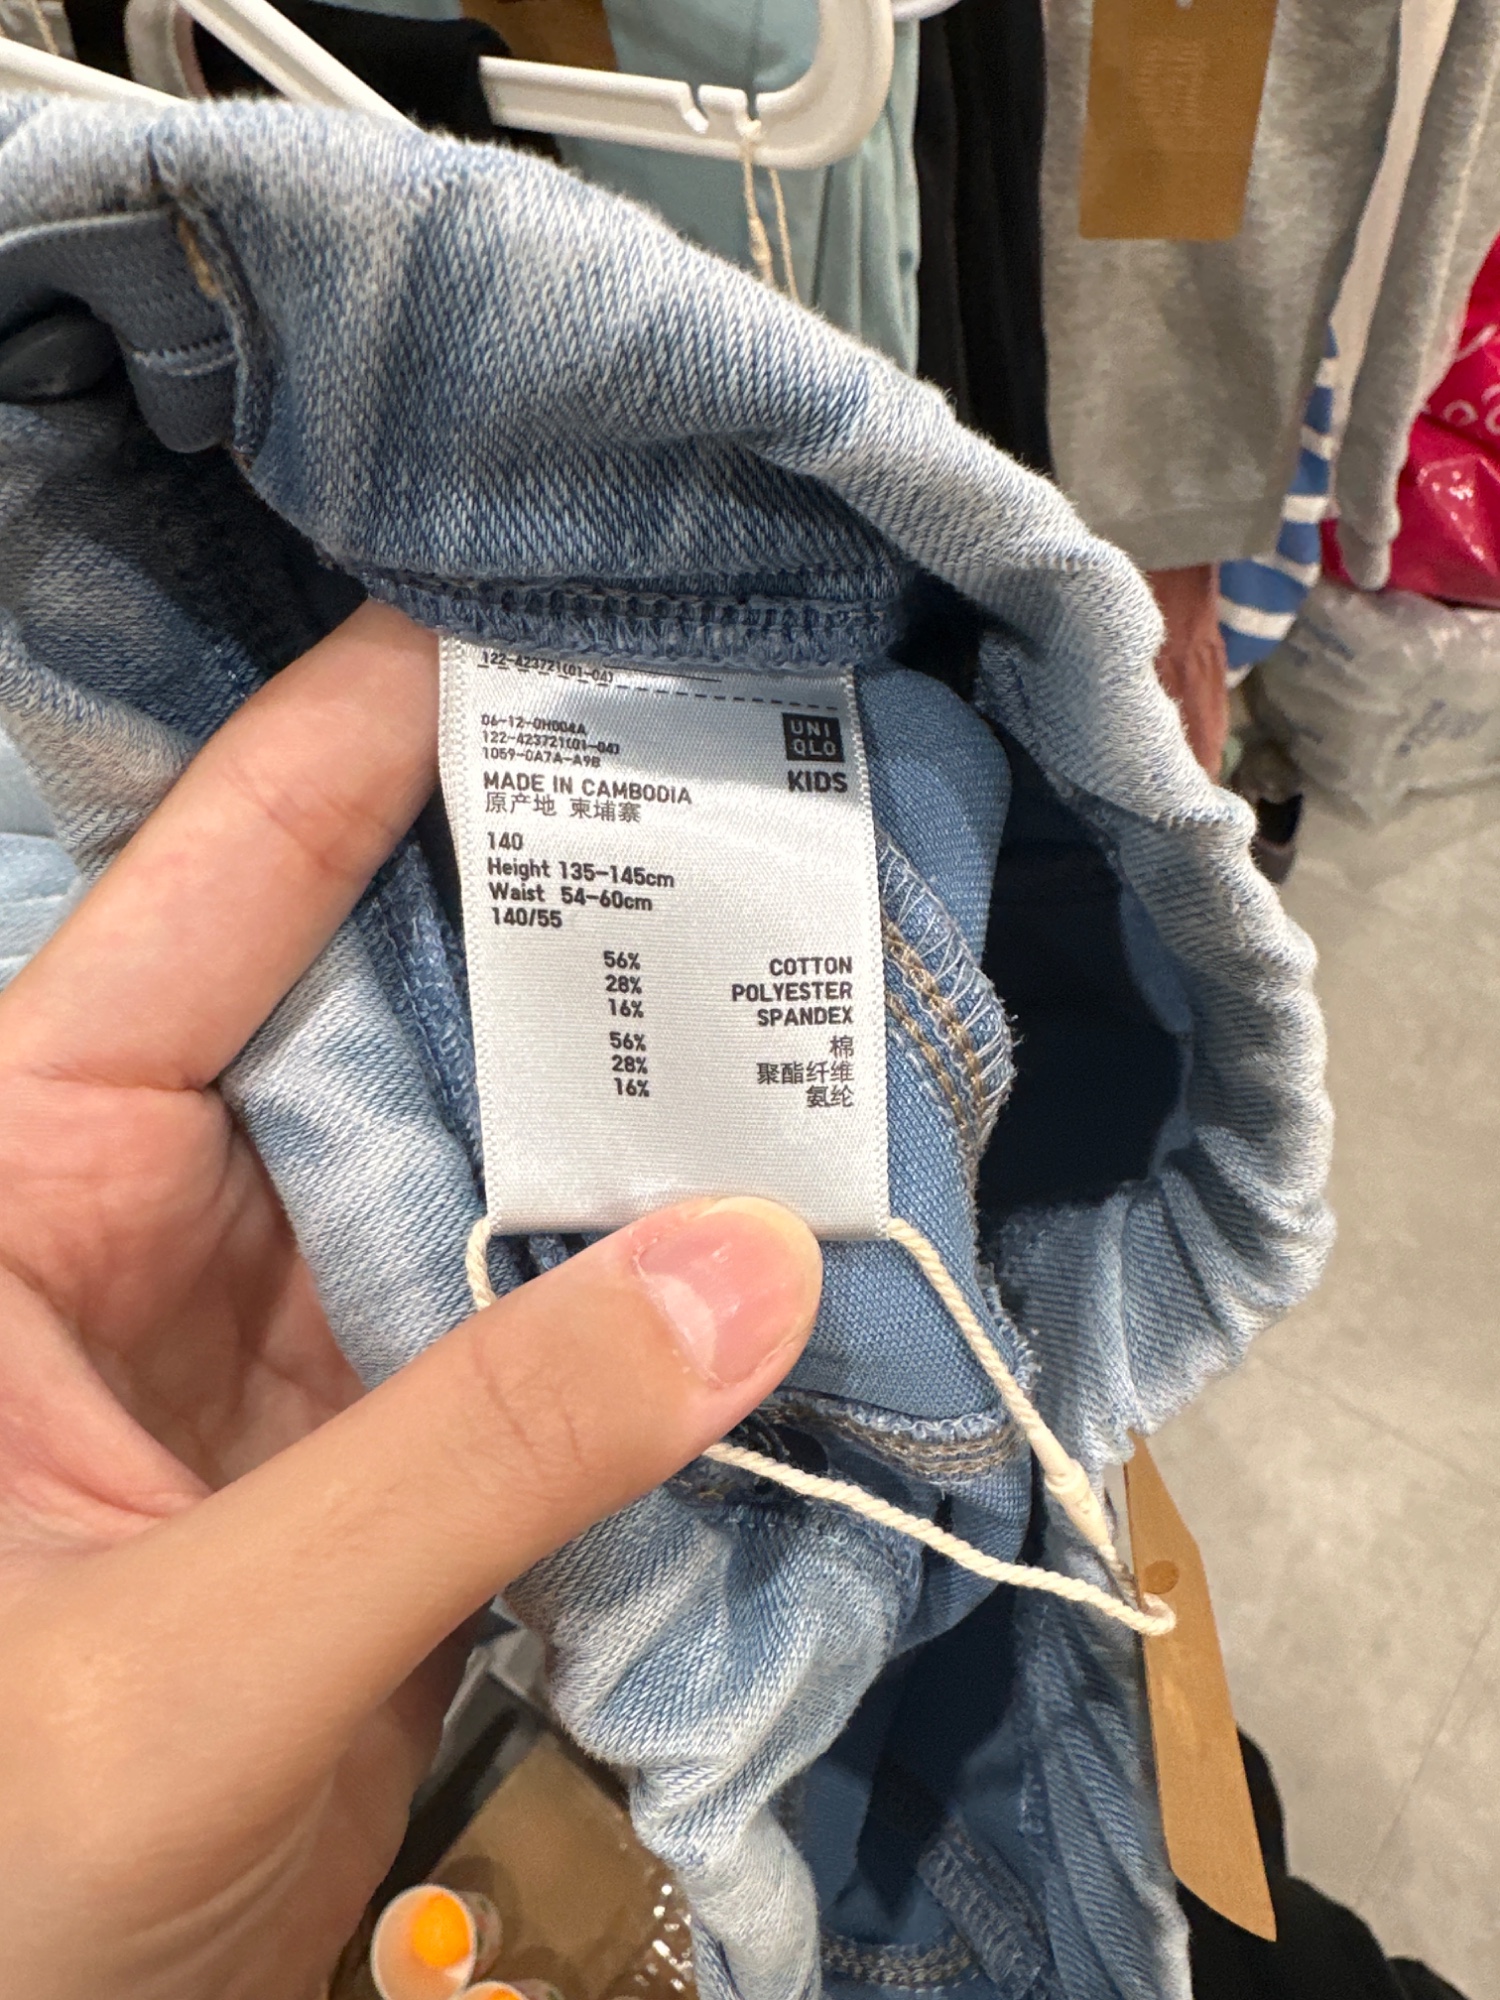 122-423721(01-04)
06-12-0H004A
122-423721(01-04)
1059-0A7A-A9B
UNI
QLO
KIDS
MADE IN CAMBODIA
原产地 柬埔寨
140
Height 135-145cm
Waist 54-60cm
140/55
56% COTTON
28% POLYESTER
16% SPANDEX
56% 棉
28% 聚酯纤维
16% 氨纶